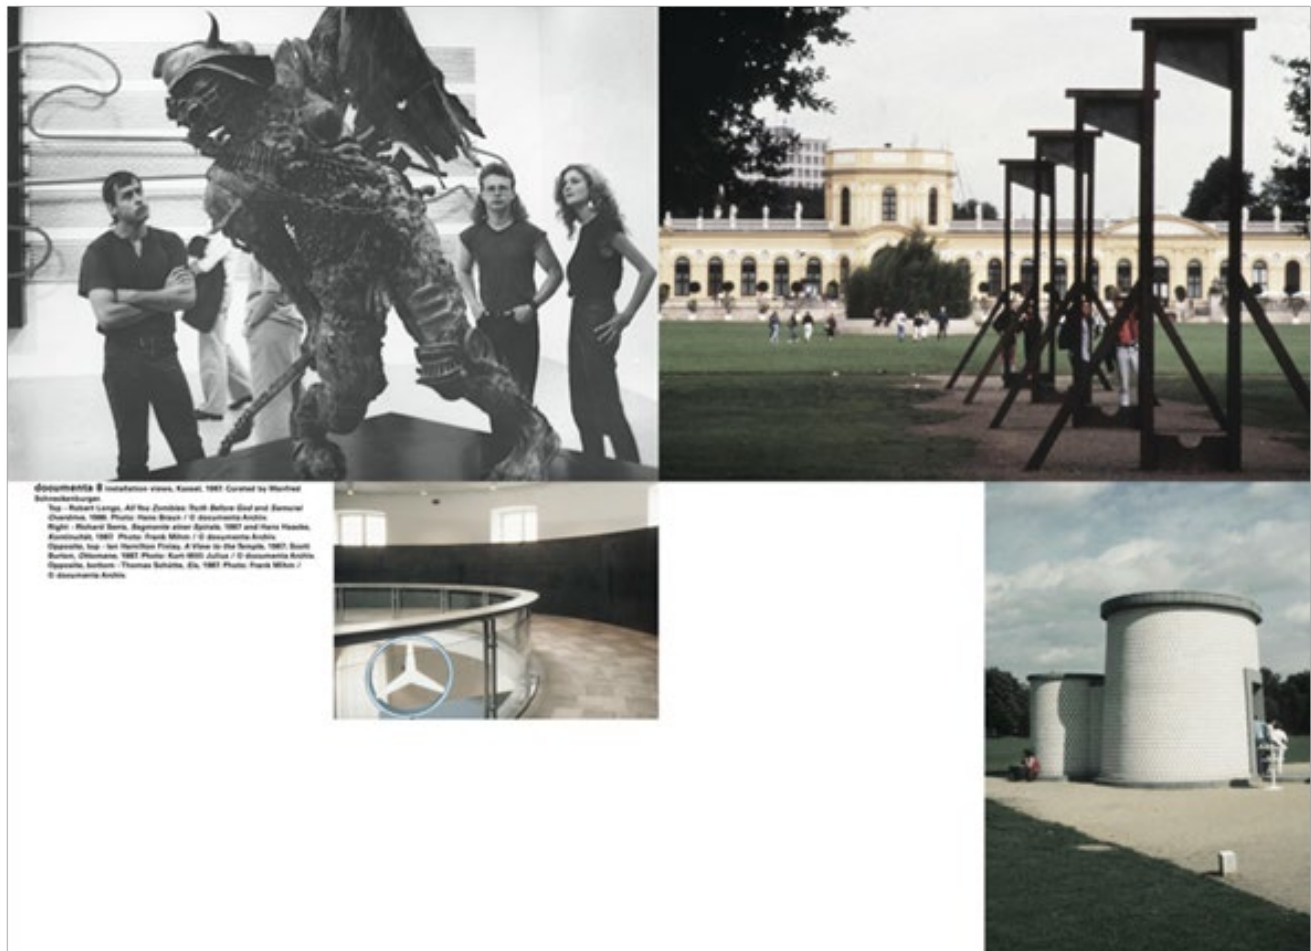 documenta 8 installation views, Kassel, 1987. Curated by Manfred
Schneckenburger.
Top - Robert Longo, All You Zombies: Truth Before God and Samurai
Overdrive, 1986. Photo: Hans Braun / © documenta Archiv.
Right - Richard Serra, Segmente einer Spirale, 1987 and Hans Haacke,
Kontinuität, 1987. Photo: Frank Mihm / © documenta Archiv.
Opposite, top - Ian Hamilton Finlay, A View to the Temple, 1987; Scott
Burton, Ottomane, 1987. Photo: Kurt-Willi Julius / © documenta Archiv.
Opposite, bottom - Thomas Schütte, Eis, 1987. Photo: Frank Mihm /
© documenta Archiv.